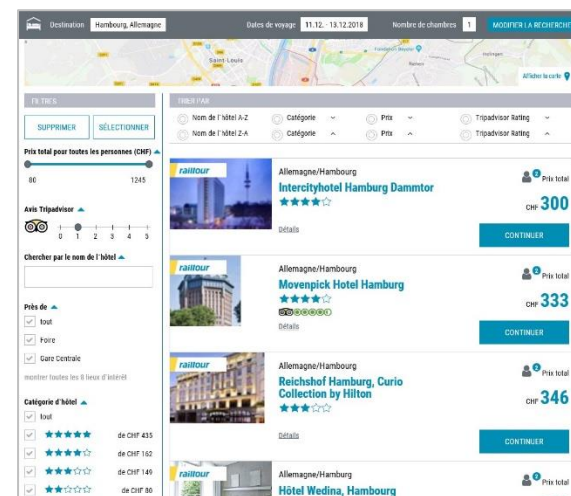 Destination Hambourg, Allemagne Dates de voyage 11.12. - 13.12.2018 Nombre de chambres 1 MODIFIER LA RECHERCHE
Saint-Louis
Afficher la carte
FILTRES
SUPPRIMER SÉLECTIONNER
Prix total pour toutes les personnes (CHF)
80 1245
Avis Tripadvisor
0 1 2 3 4 5
Chercher par le nom de l'hôtel
Près de
tout
Foire
Gare Centrale
montrer toutes les 8 lieux d'intérêt
Catégorie d'hôtel
tout
de CHF 435
de CHF 162
de CHF 149
de CHF 80
TRIER PAR
Nom de l'hôtel A-Z Catégorie Prix Tripadvisor Rating
Nom de l'hôtel Z-A Catégorie Prix Tripadvisor Rating
railtour
Allemagne/Hambourg
Intercityhotel Hamburg Dammtor
Détails
2 Prix total
CHF 300
CONTINUER
railtour
Allemagne/Hambourg
Movenpick Hotel Hamburg
Détails
2 Prix total
CHF 333
CONTINUER
railtour
Allemagne/Hambourg
Reichshof Hamburg, Curio
Collection by Hilton
Détails
2 Prix total
CHF 346
CONTINUER
railtour
Allemagne/Hamburg
Hôtel Wedina, Hambourg
2 Prix total